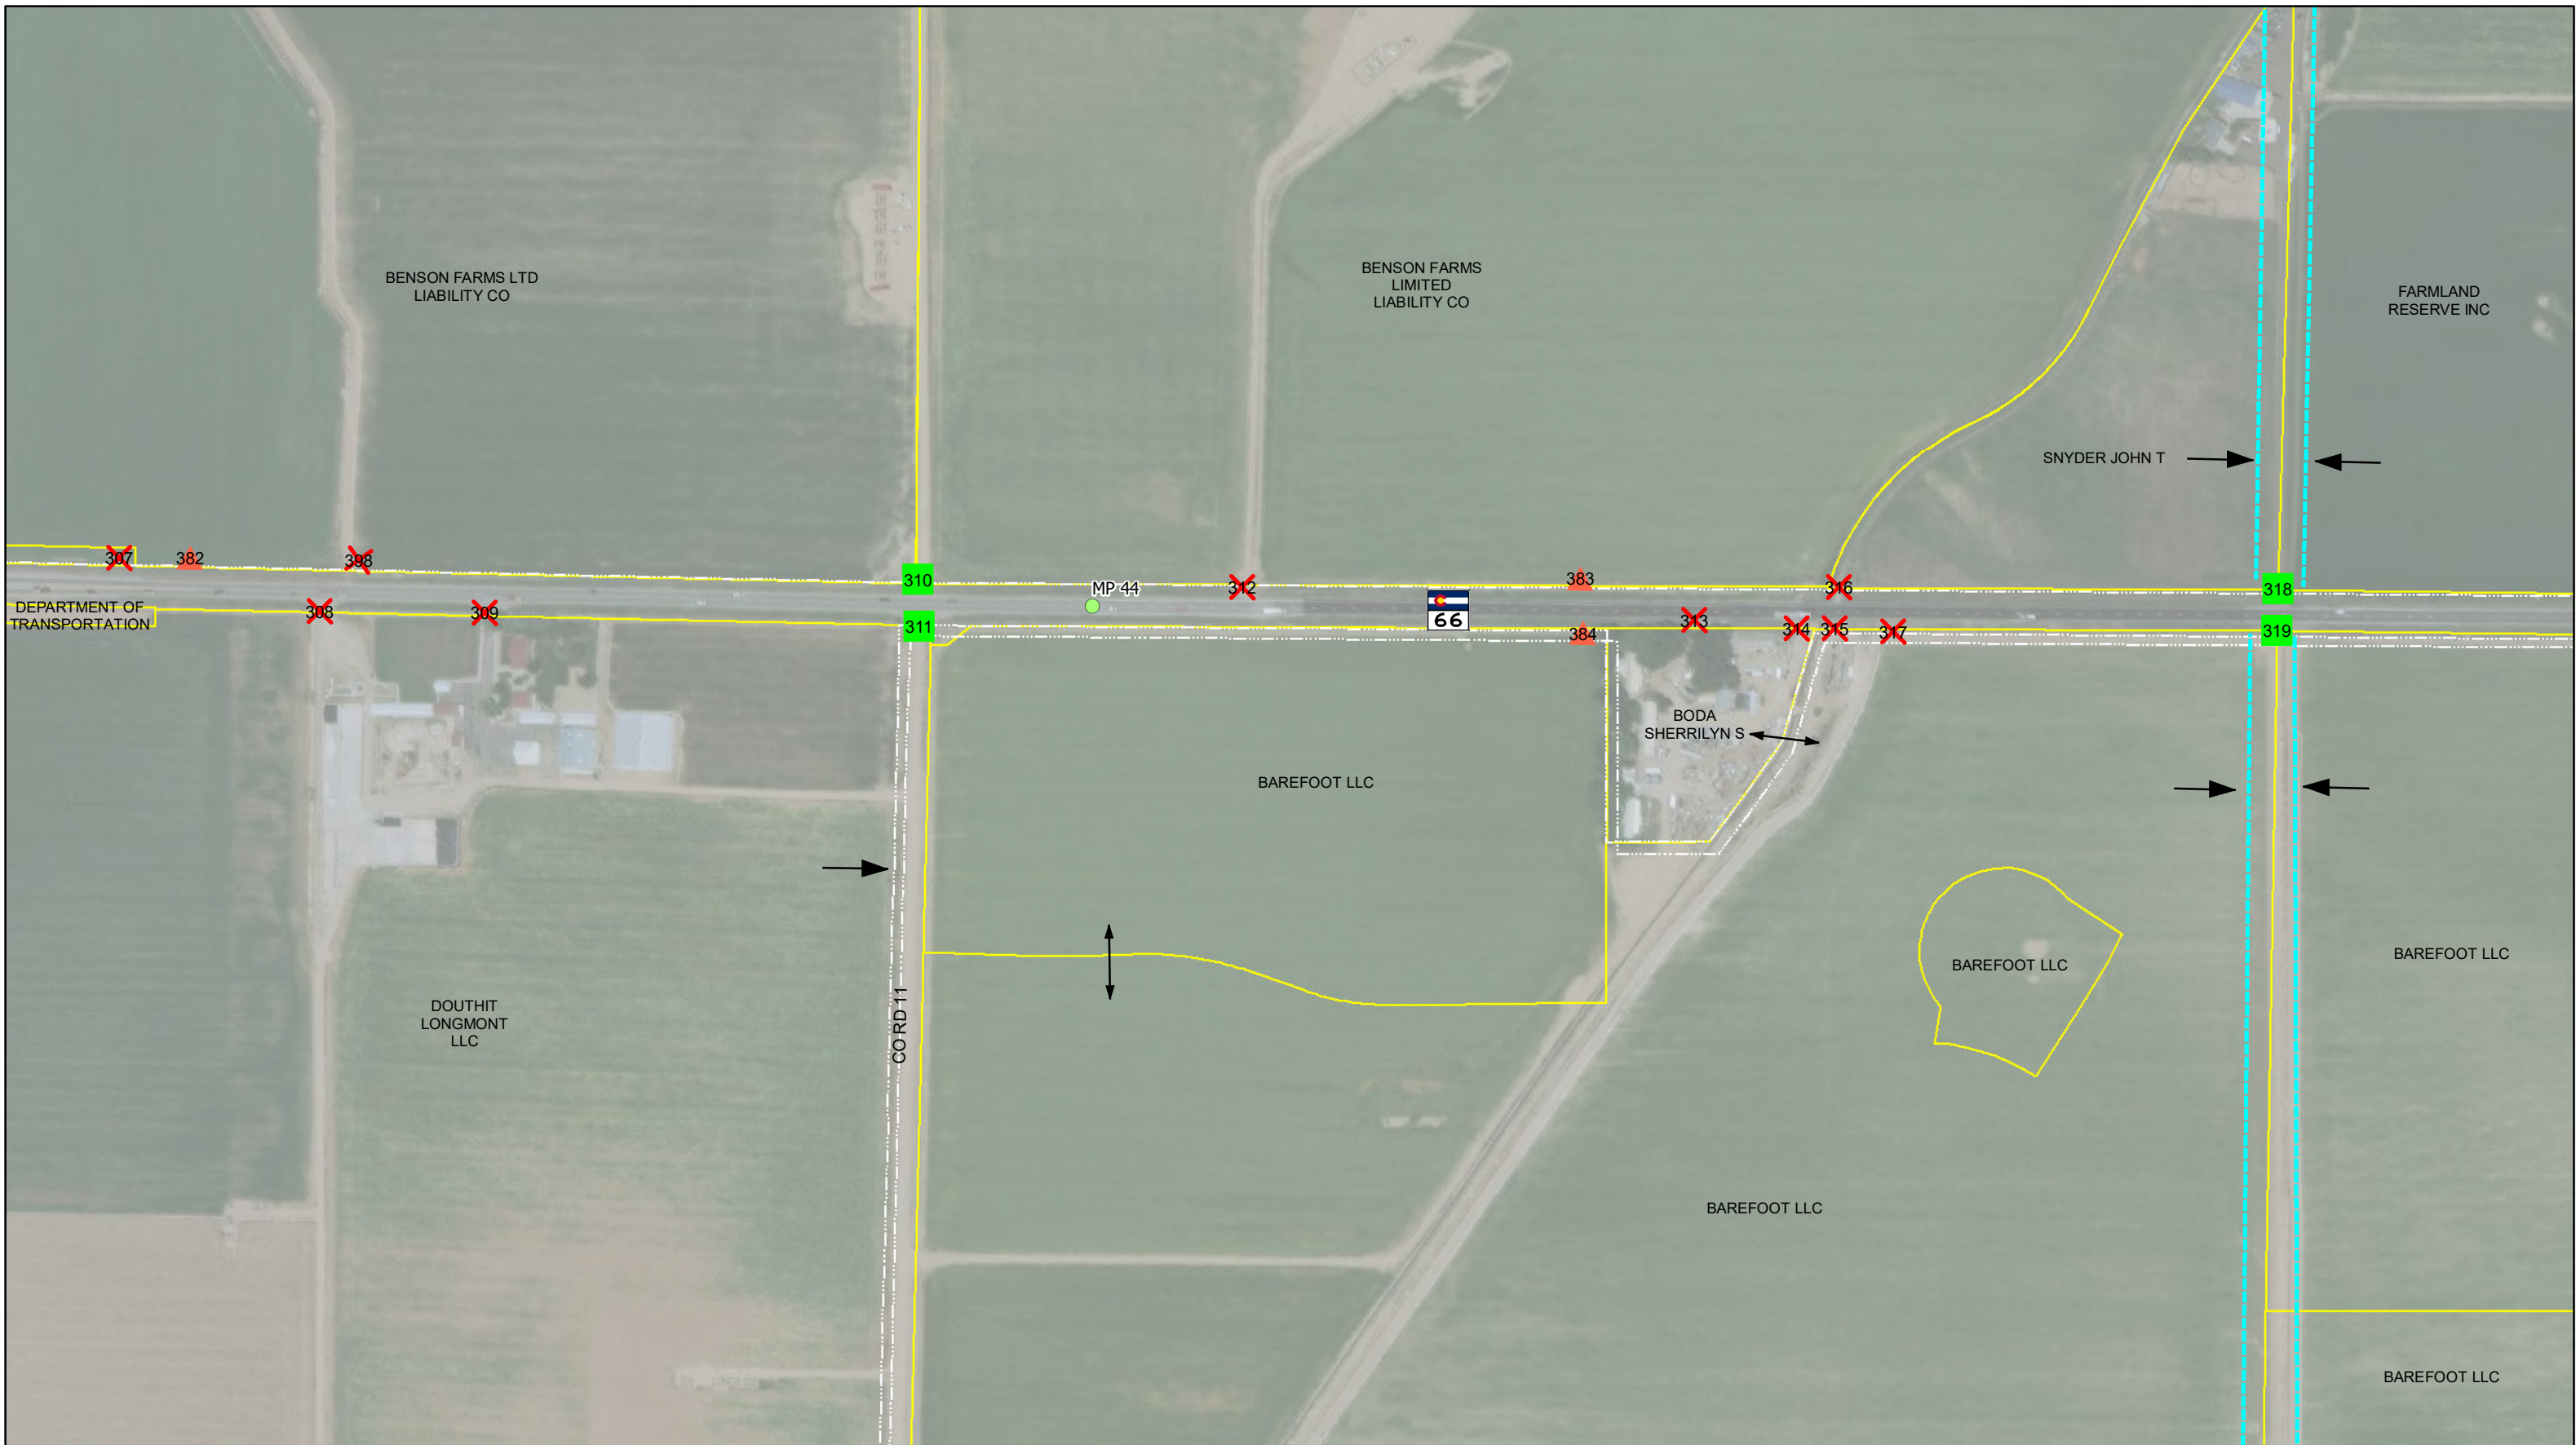 BENSON FARMS LTD
LIABILITY CO
BENSON FARMS
LIMITED
LIABILITY CO
FARMLAND
RESERVE INC
SNYDER JOHN T
307
382
398
310
MP 44
312
383
316
318
DEPARTMENT OF
TRANSPORTATION
308
309
311
66
384
313
314
315
317
319
BODA
SHERRILYN S
BAREFOOT LLC
BAREFOOT LLC
BAREFOOT LLC
DOUTHIT
LONGMONT
LLC
CO RD 11
BAREFOOT LLC
BAREFOOT LLC